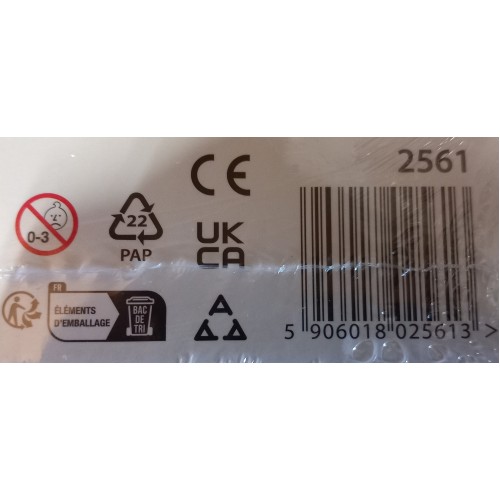 CE
2561
0-3
22
PAP
UK
CA
FR
ÉLÉMENTS
D'EMBALLAGE
BAC
DE
TRI
A
5 906018 025613 >